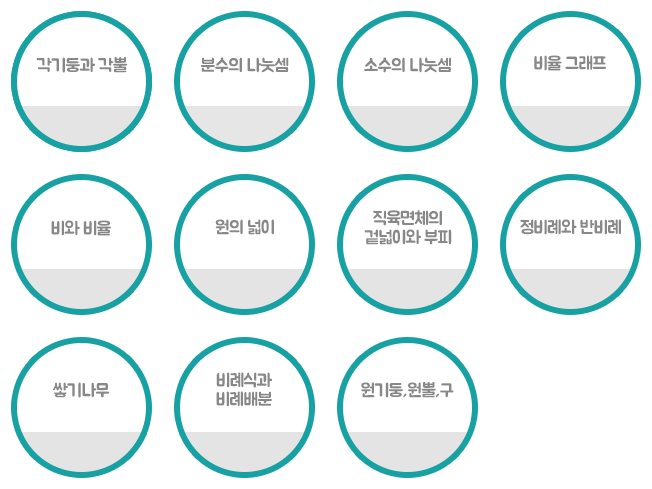 각기둥과 각뿔
분수의 나눗셈
소수의 나눗셈
비율 그래프
비와 비율
원의 넓이
직육면체의
겉넓이와 부피
정비례와 반비례
쌓기나무
비례식과
비례배분
원기둥,원뿔,구